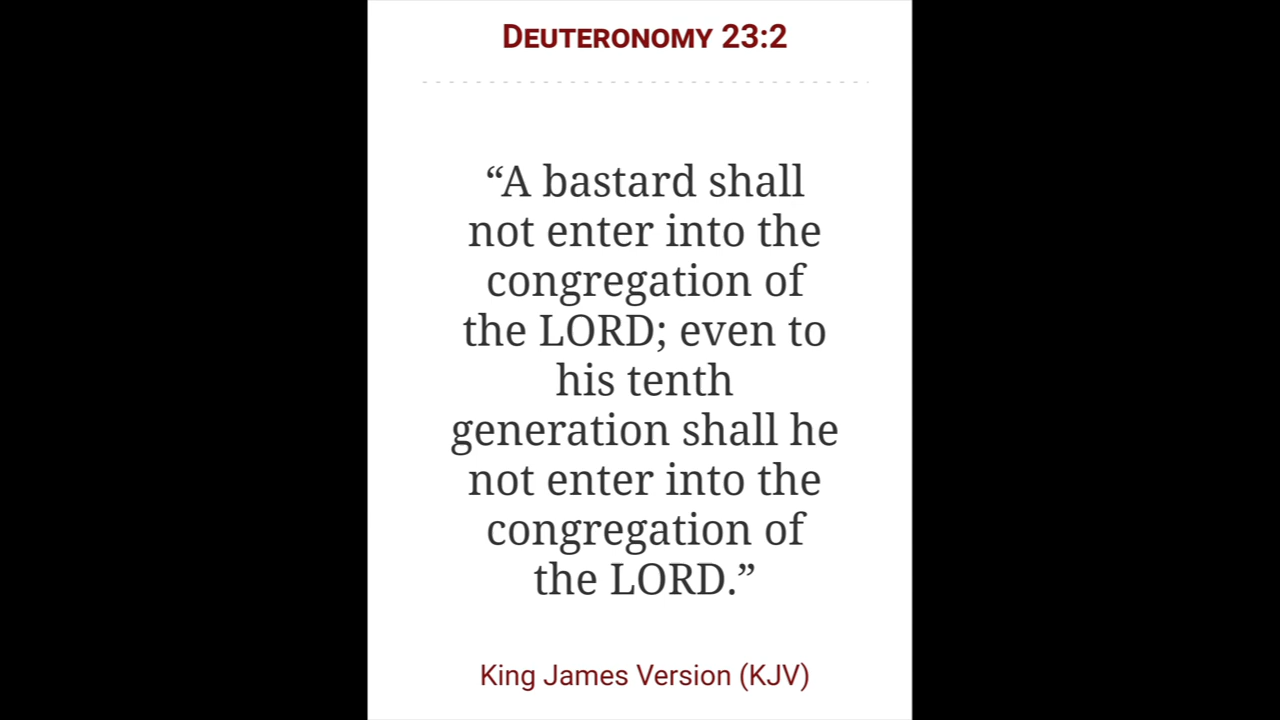 DEUTERONOMY 23:2
“A bastard shall
not enter into the
congregation of
the LORD; even to
his tenth
generation shall he
not enter into the
congregation of
the LORD.”
King James Version (KJV)